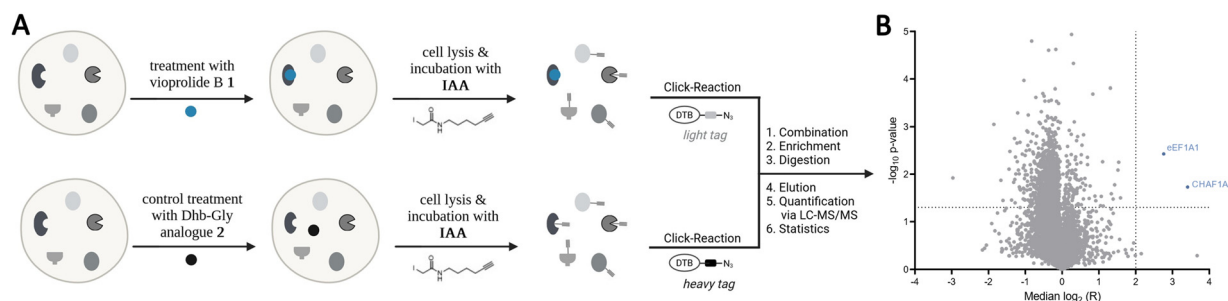 A
treatment with
vioprolide B 1
cell lysis &
incubation with
IAA
I
O
N
H
Click-Reaction
DTB
N₃
light tag
1. Combination
2. Enrichment
3. Digestion
4. Elution
5. Quantification
via LC-MS/MS
6. Statistics
control treatment
with Dhb-Gly
analogue 2
cell lysis &
incubation with
IAA
I
O
N
H
Click-Reaction
DTB
N₃
heavy tag
B
-log₁₀ p-value
5
4
3
2
1
0
eEF1A1
CHAF1A
-4 -3 -2 -1 0 1 2 3 4
Median log₂ (R)